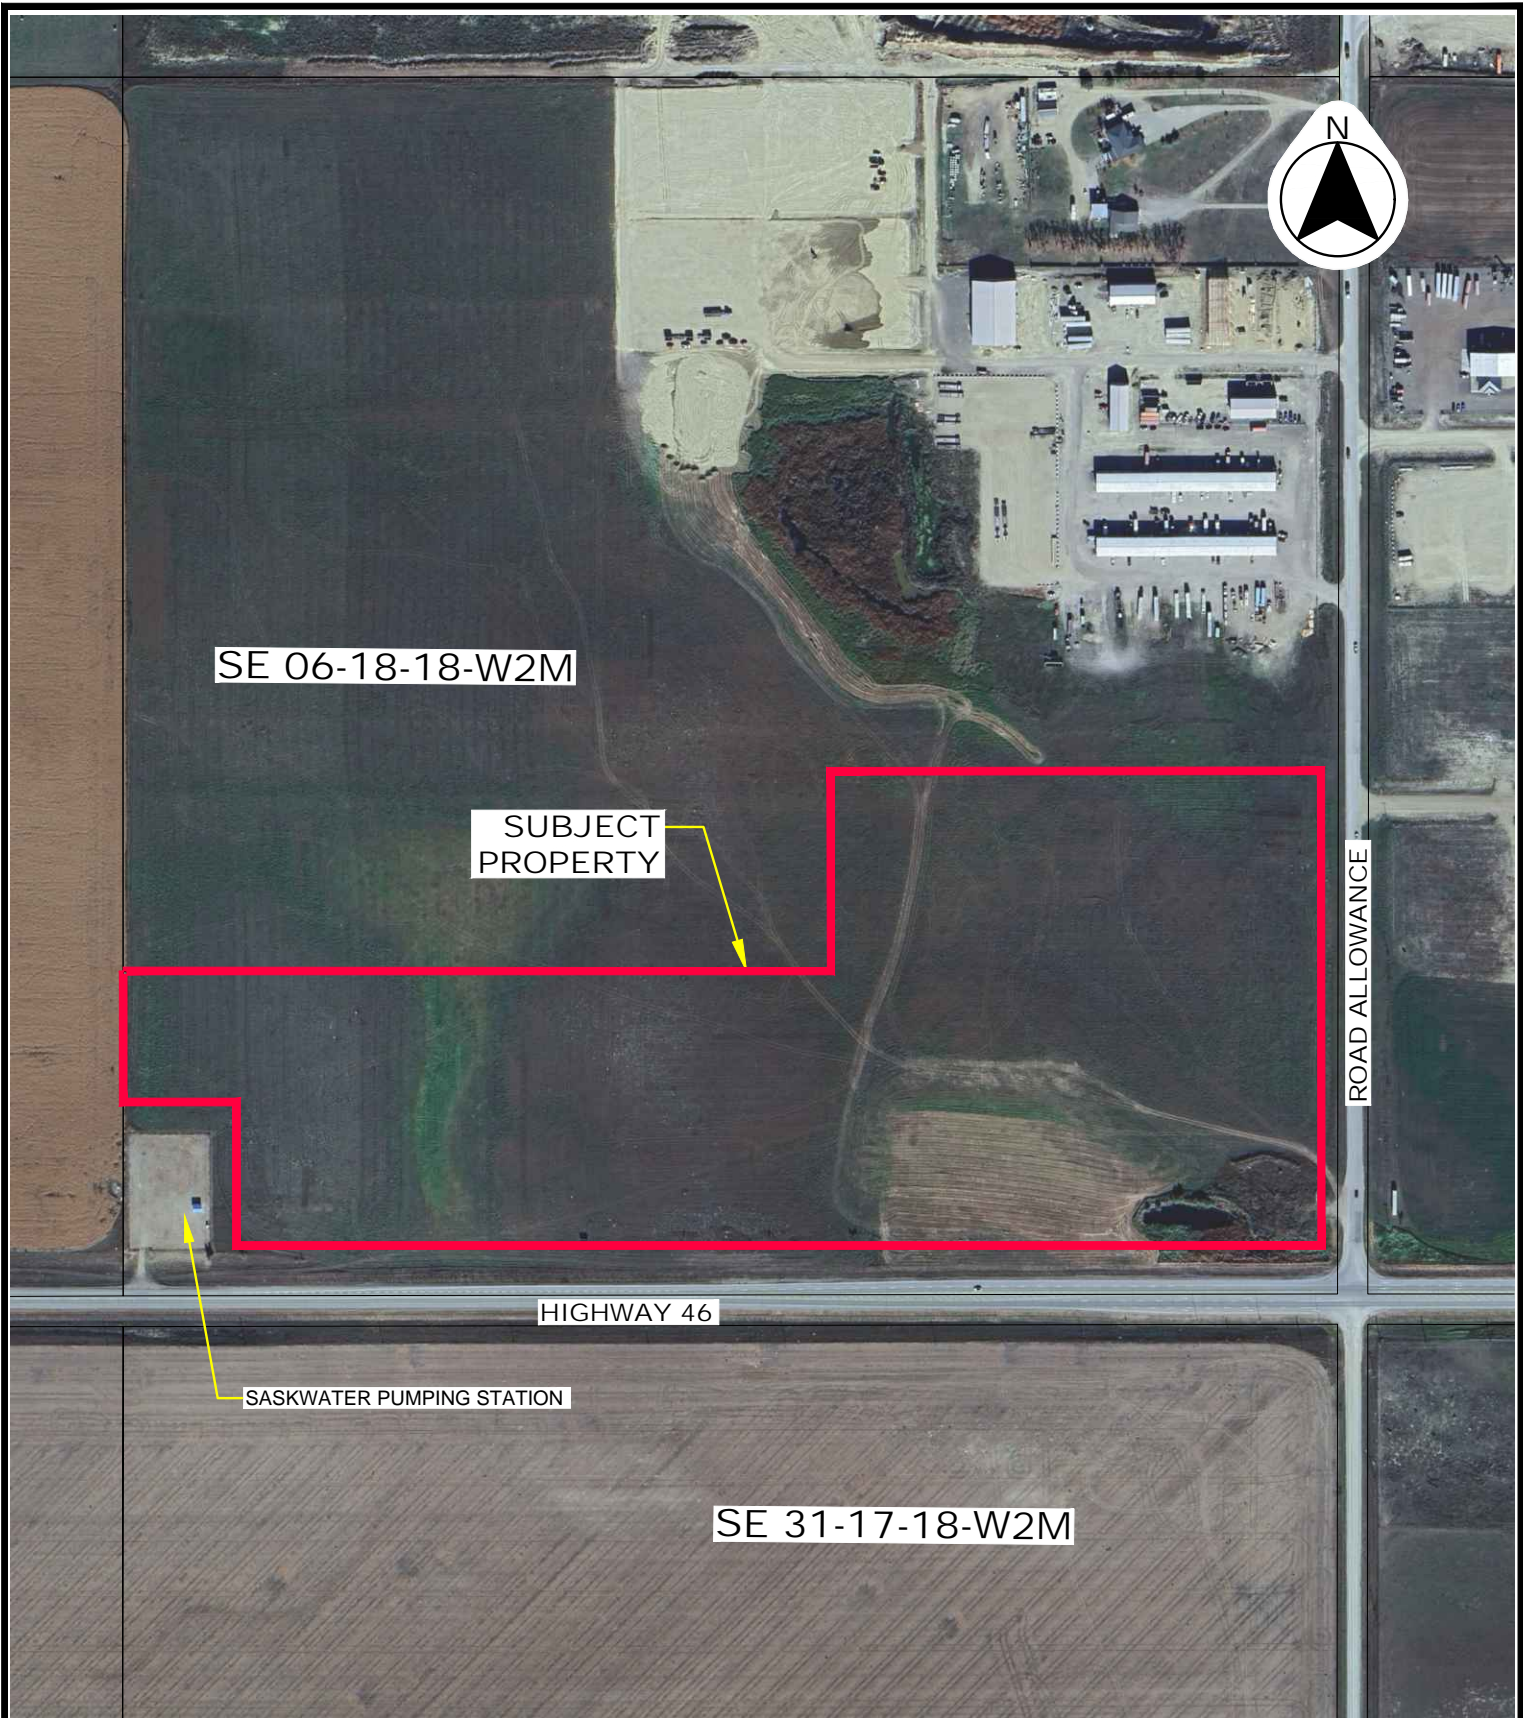 N
SE 06-18-18-W2M
SUBJECT
PROPERTY
ROAD ALLOWANCE
HIGHWAY 46
SASKWATER PUMPING STATION
SE 31-17-18-W2M